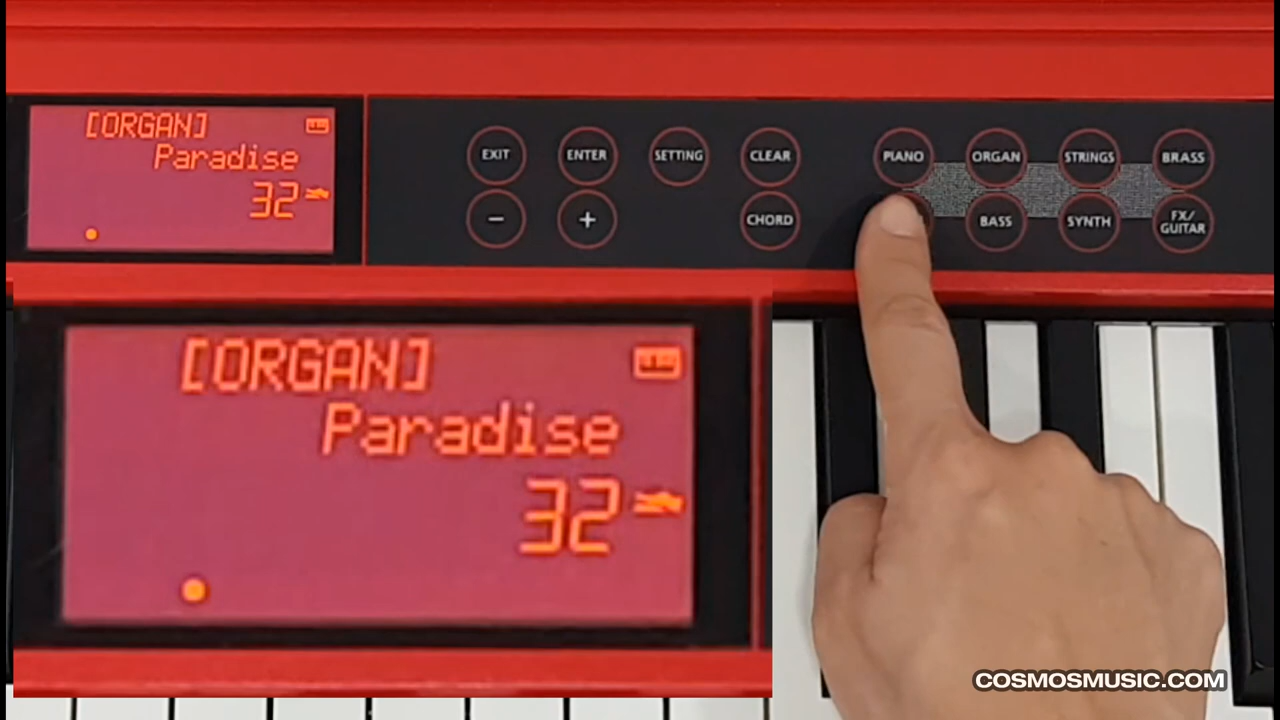 [ORGAN]
Paradise
32
EXIT
ENTER
SETTING
CLEAR
PIANO
ORGAN
STRINGS
BRASS
−
+
CHORD
BASS
SYNTH
FX/
GUITAR
[ORGAN]
Paradise
32
COSMOSMUSIC.COM